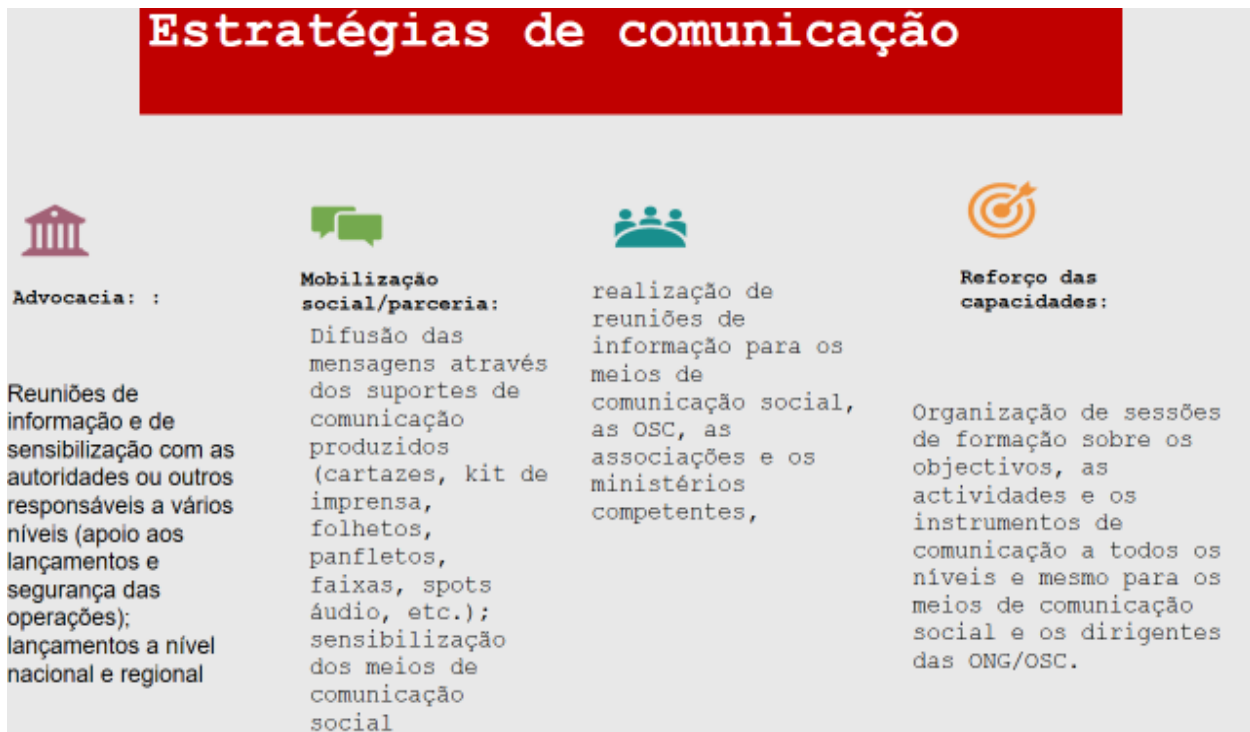 Estratégias de comunicação
Advocacia: :
Reuniões de
informação e de
sensibilização com as
autoridades ou outros
responsáveis a vários
níveis (apoio aos
lançamentos e
segurança das
operações);
lançamentos a nível
nacional e regional
Mobilização
social/parceria:
Difusão das
mensagens através
dos suportes de
comunicação
produzidos
(cartazes, kit de
imprensa,
folhetos,
panfletos,
faixas, spots
áudio, etc.);
sensibilização
dos meios de
comunicação
social
realização de
reuniões de
informação para os
meios de
comunicação social,
as OSC, as
associações e os
ministérios
competentes,
Reforço das
capacidades:
Organização de sessões
de formação sobre os
objectivos, as
actividades e os
instrumentos de
comunicação a todos os
níveis e mesmo para os
meios de comunicação
social e os dirigentes
das ONG/OSC.